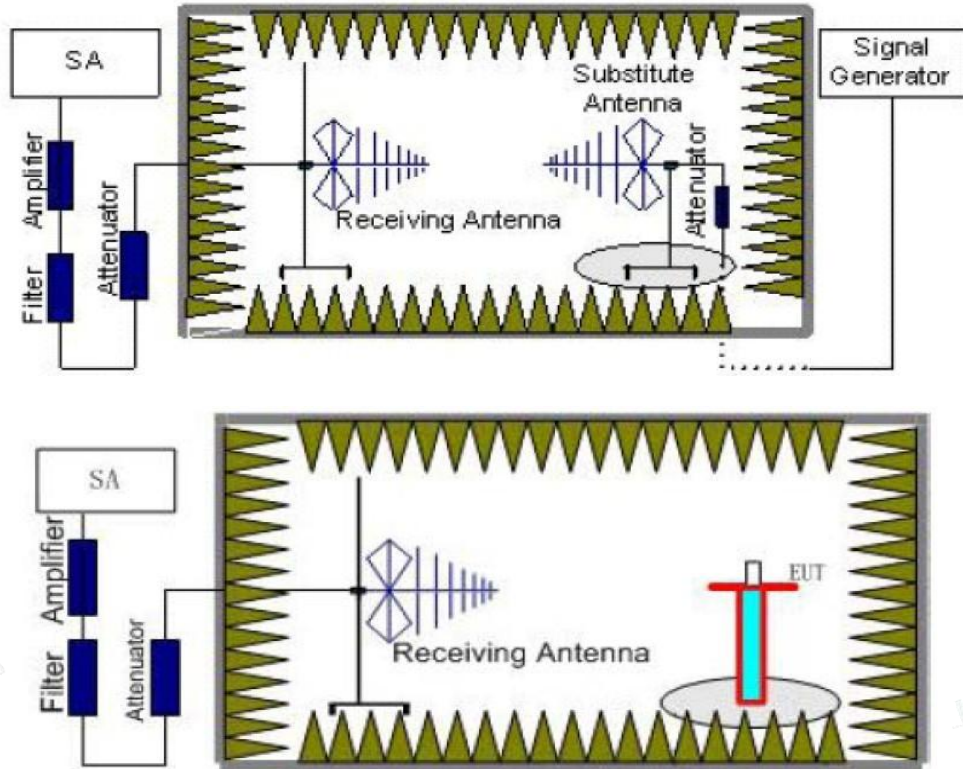 SA
Signal
Generator
Substitute
Antenna
Amplifier
Filter
Attenuator
Receiving Antenna
Attenuator
SA
Amplifier
Filter
Attenuator
Receiving Antenna
EUT